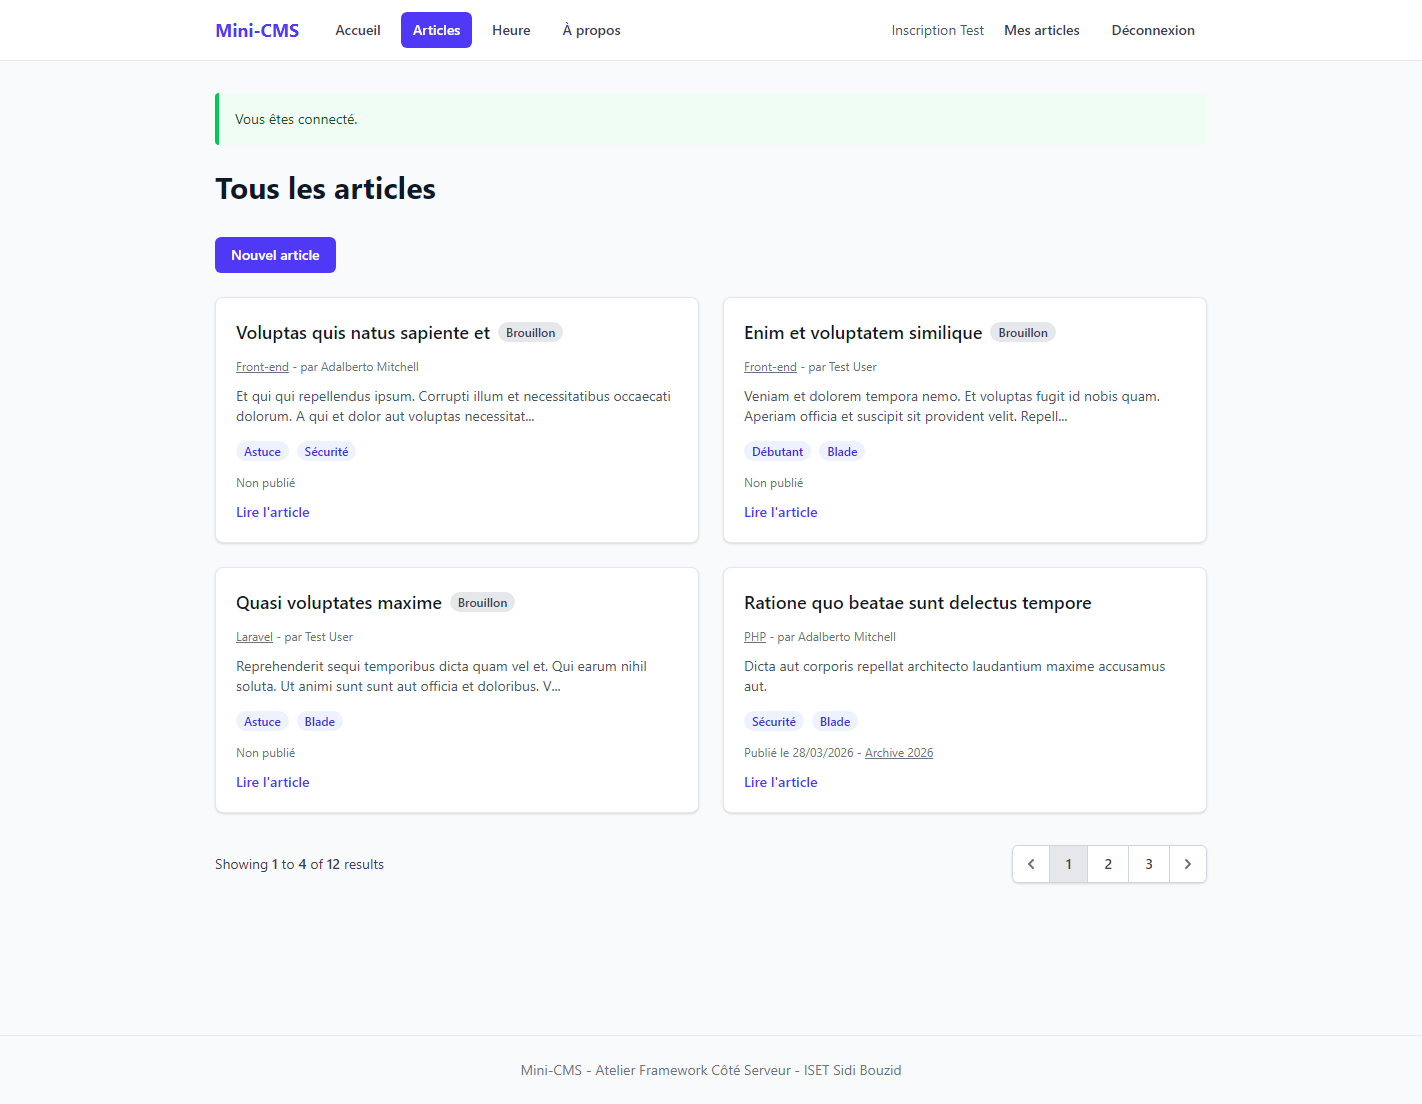 Mini-CMS Accueil Articles Heure À propos Inscription Test Mes articles Déconnexion
Vous êtes connecté.
Tous les articles
Nouvel article
Voluptas quis natus sapiente et Brouillon
Front-end - par Adalberto Mitchell
Et qui qui repellendus ipsum. Corrupti illum et necessitatibus occaecati
dolorum. A qui et dolor aut voluptas necessitat...
Astuce Sécurité
Non publié
Lire l'article
Enim et voluptatem similique Brouillon
Front-end - par Test User
Veniam et dolorem tempora nemo. Et voluptas fugit id nobis quam.
Aperiam officia et suscipit sit provident velit. Repell...
Débutant Blade
Non publié
Lire l'article
Quasi voluptates maxime Brouillon
Laravel - par Test User
Reprehenderit sequi temporibus dicta quam vel et. Qui earum nihil
soluta. Ut animi sunt sunt aut officia et doloribus. V...
Astuce Blade
Non publié
Lire l'article
Ratione quo beatae sunt delectus tempore
PHP - par Adalberto Mitchell
Dicta aut corporis repellat architecto laudantium maxime accusamus
aut.
Sécurité Blade
Publié le 28/03/2026 - Archive 2026
Lire l'article
Showing 1 to 4 of 12 results
1 2 3
Mini-CMS - Atelier Framework Côté Serveur - ISET Sidi Bouzid